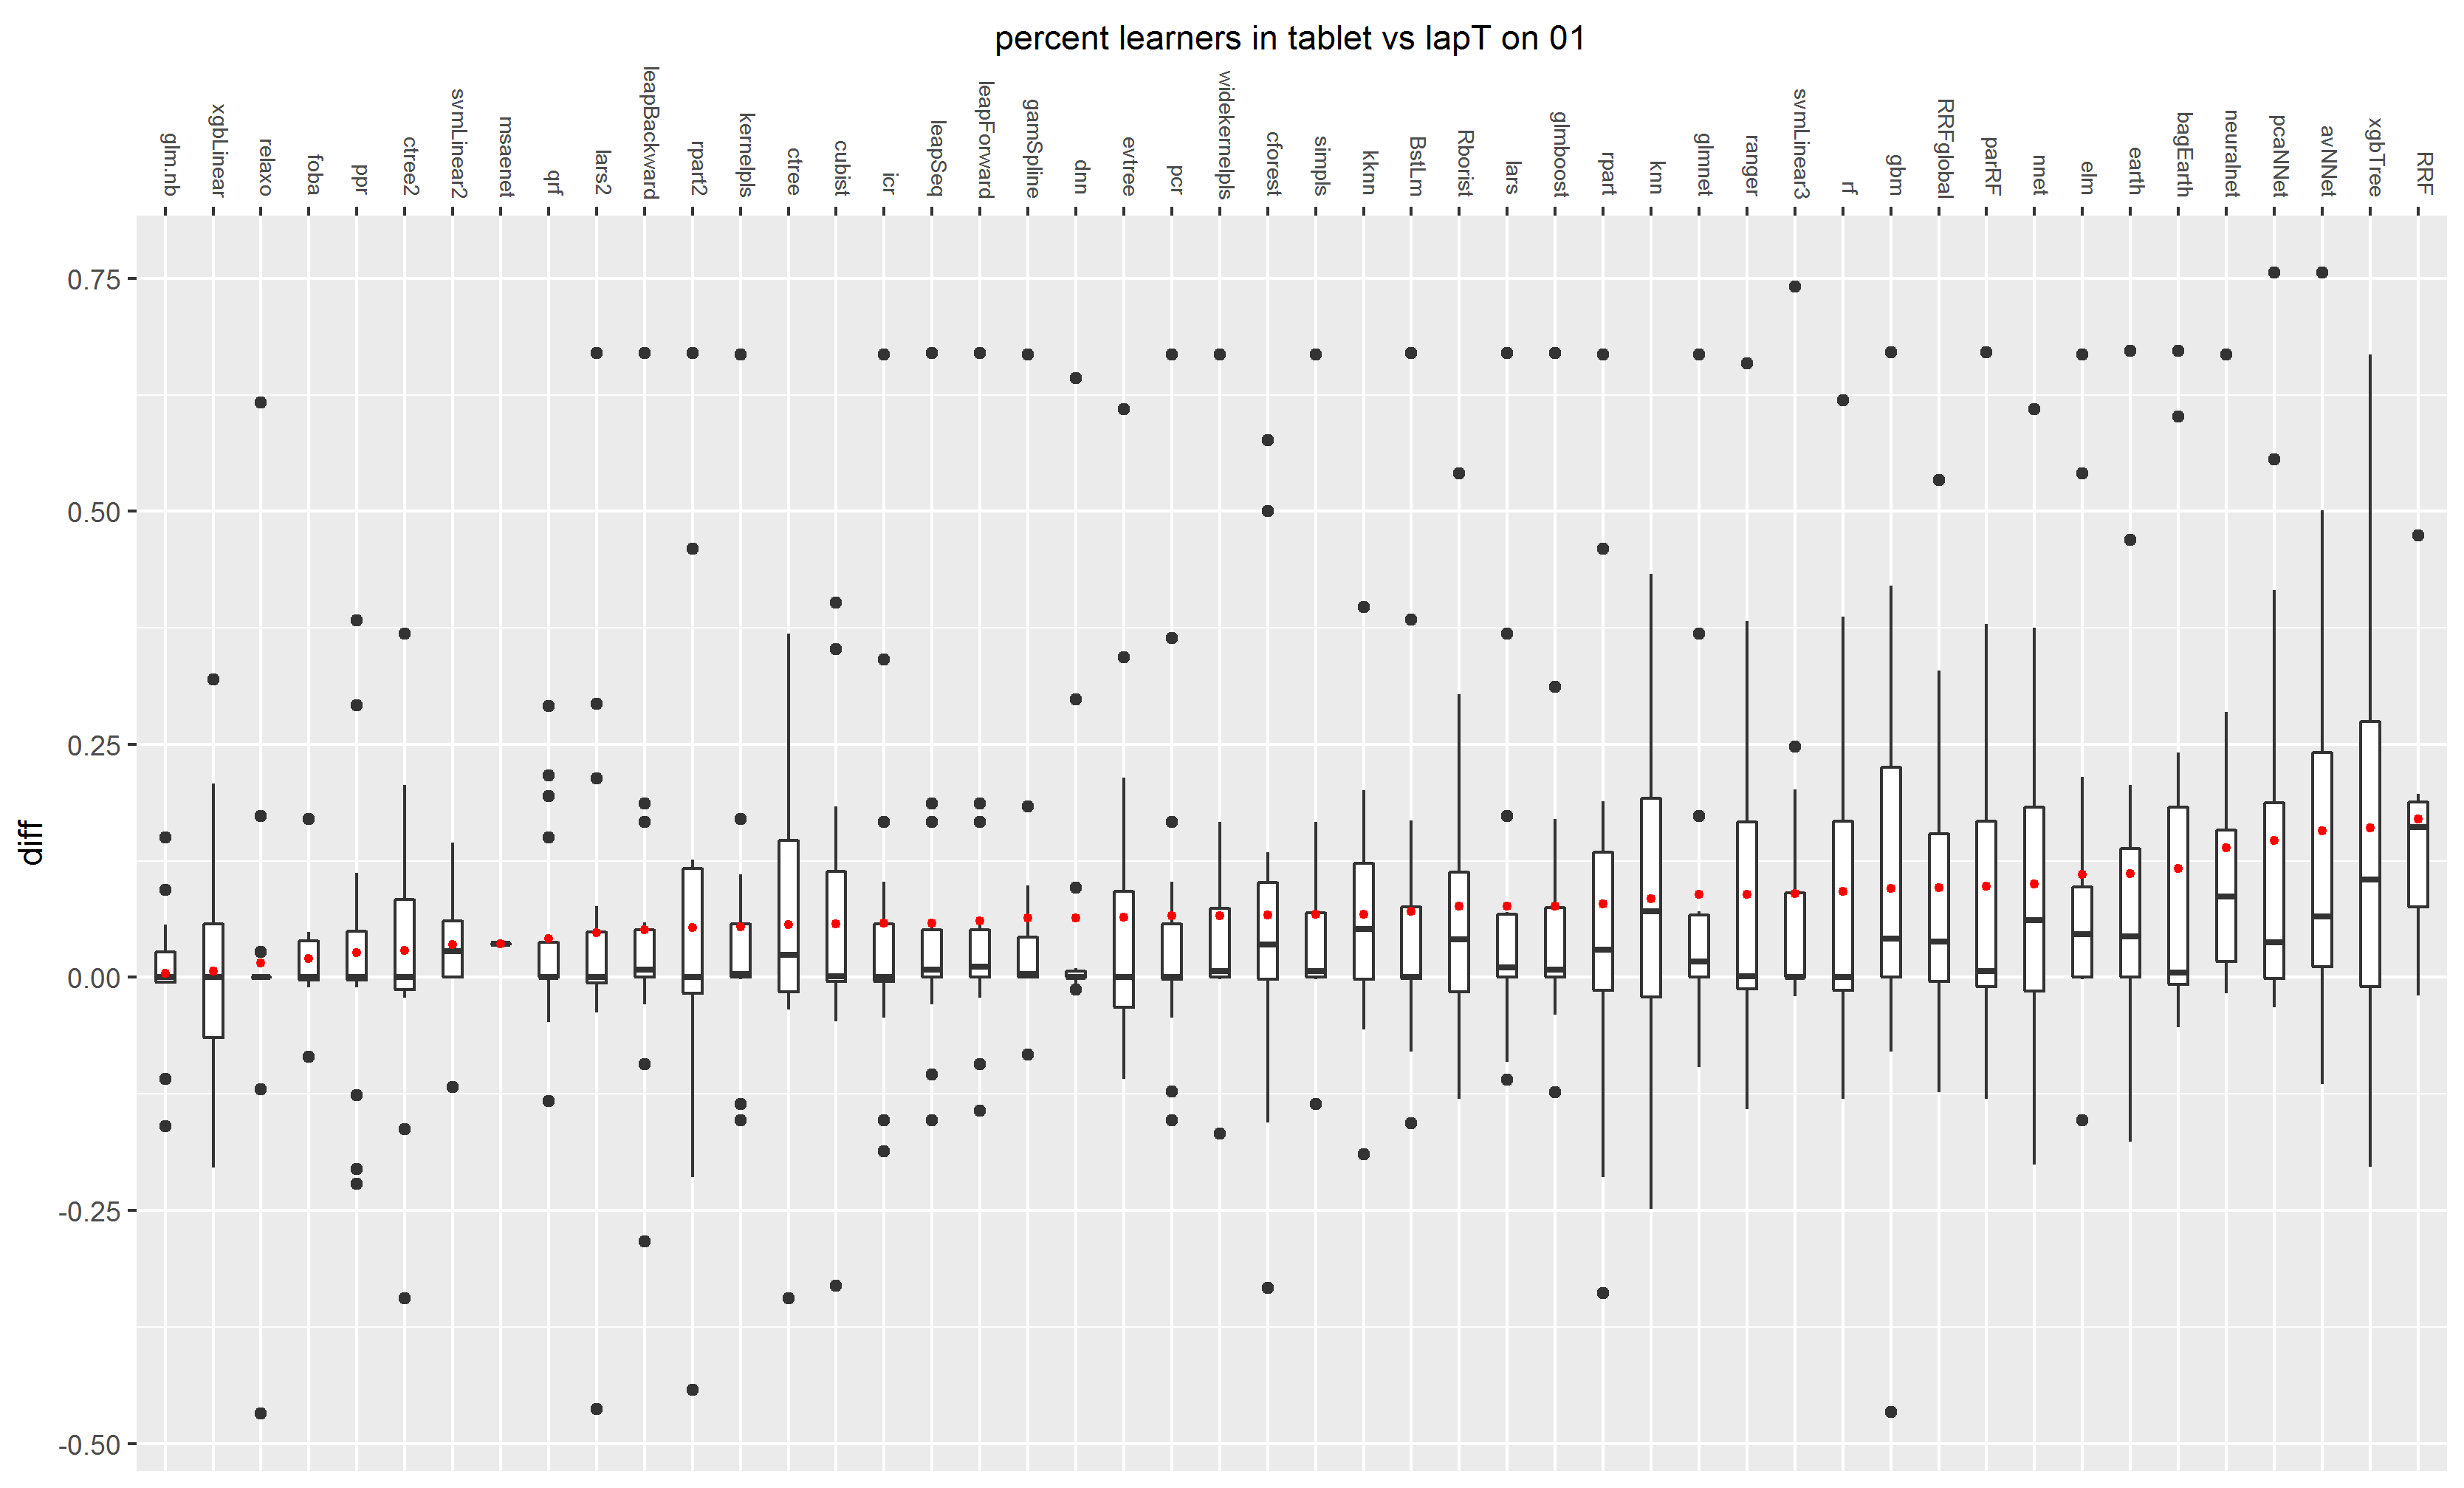 percent learners in tablet vs lapT on 01
glm.nb
xgbLinear
relaxo
foba
ppr
ctree2
svmLinear2
msaenet
qrf
lars2
leapBackward
rpart2
kernelpls
ctree
cubist
icr
leapSeq
leapForward
gamSpline
dnn
evtree
pcr
widekernelpls
cforest
simpls
kknn
BstLm
Rborist
lars
glmboost
rpart
knn
glmnet
ranger
svmLinear3
rf
gbm
RRFglobal
parRF
nnet
elm
earth
bagEarth
neuralnet
pcaNNet
avNNet
xgbTree
RRF
0.75
0.50
0.25
0.00
-0.25
-0.50
diff